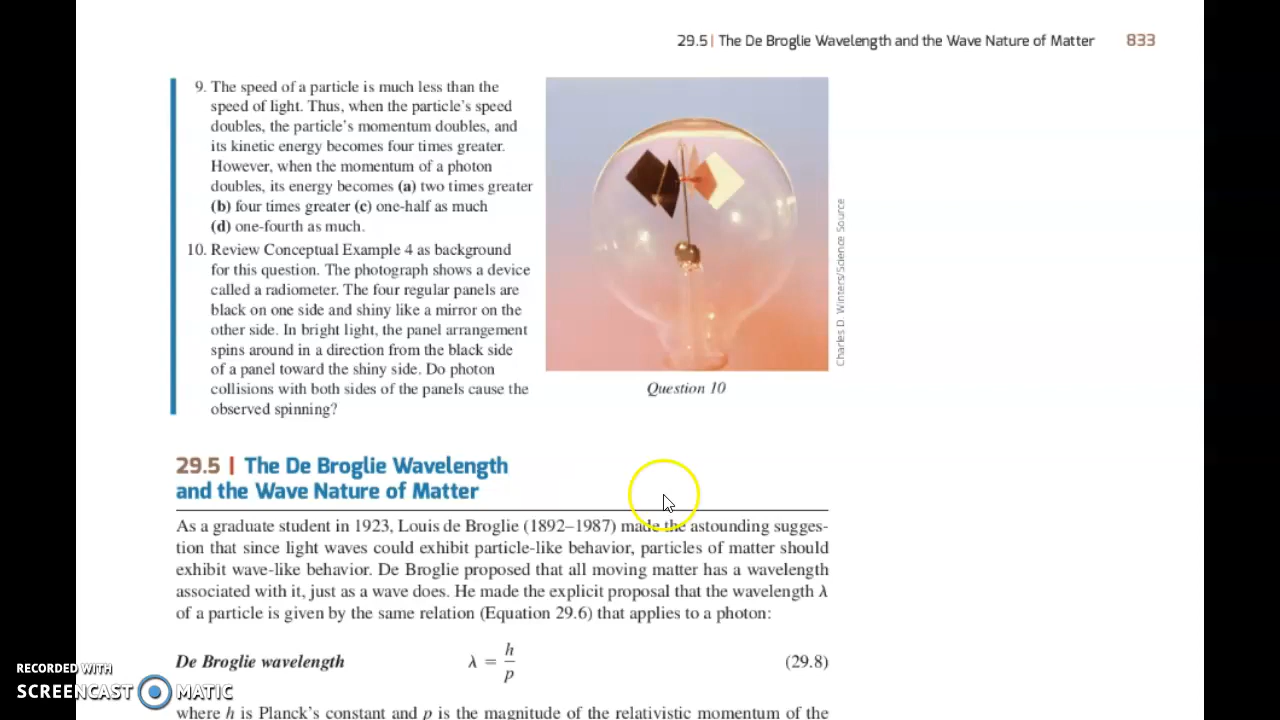 29.5 | The De Broglie Wavelength and the Wave Nature of Matter 833
9. The speed of a particle is much less than the
speed of light. Thus, when the particle's speed
doubles, the particle's momentum doubles, and
its kinetic energy becomes four times greater.
However, when the momentum of a photon
doubles, its energy becomes (a) two times greater
(b) four times greater (c) one-half as much
(d) one-fourth as much.
10. Review Conceptual Example 4 as background
for this question. The photograph shows a device
called a radiometer. The four regular panels are
black on one side and shiny like a mirror on the
other side. In bright light, the panel arrangement
spins around in a direction from the black side
of a panel toward the shiny side. Do photon
collisions with both sides of the panels cause the
observed spinning?
Charles D. Winters/Science Source
Question 10
29.5 | The De Broglie Wavelength
and the Wave Nature of Matter
As a graduate student in 1923, Louis de Broglie (1892–1987) made the astounding sugges-
tion that since light waves could exhibit particle-like behavior, particles of matter should
exhibit wave-like behavior. De Broglie proposed that all moving matter has a wavelength
associated with it, just as a wave does. He made the explicit proposal that the wavelength λ
of a particle is given by the same relation (Equation 29.6) that applies to a photon:
De Broglie wavelength λ = h/p (29.8)
where h is Planck's constant and p is the magnitude of the relativistic momentum of the
RECORDED WITH
SCREENCAST MATIC